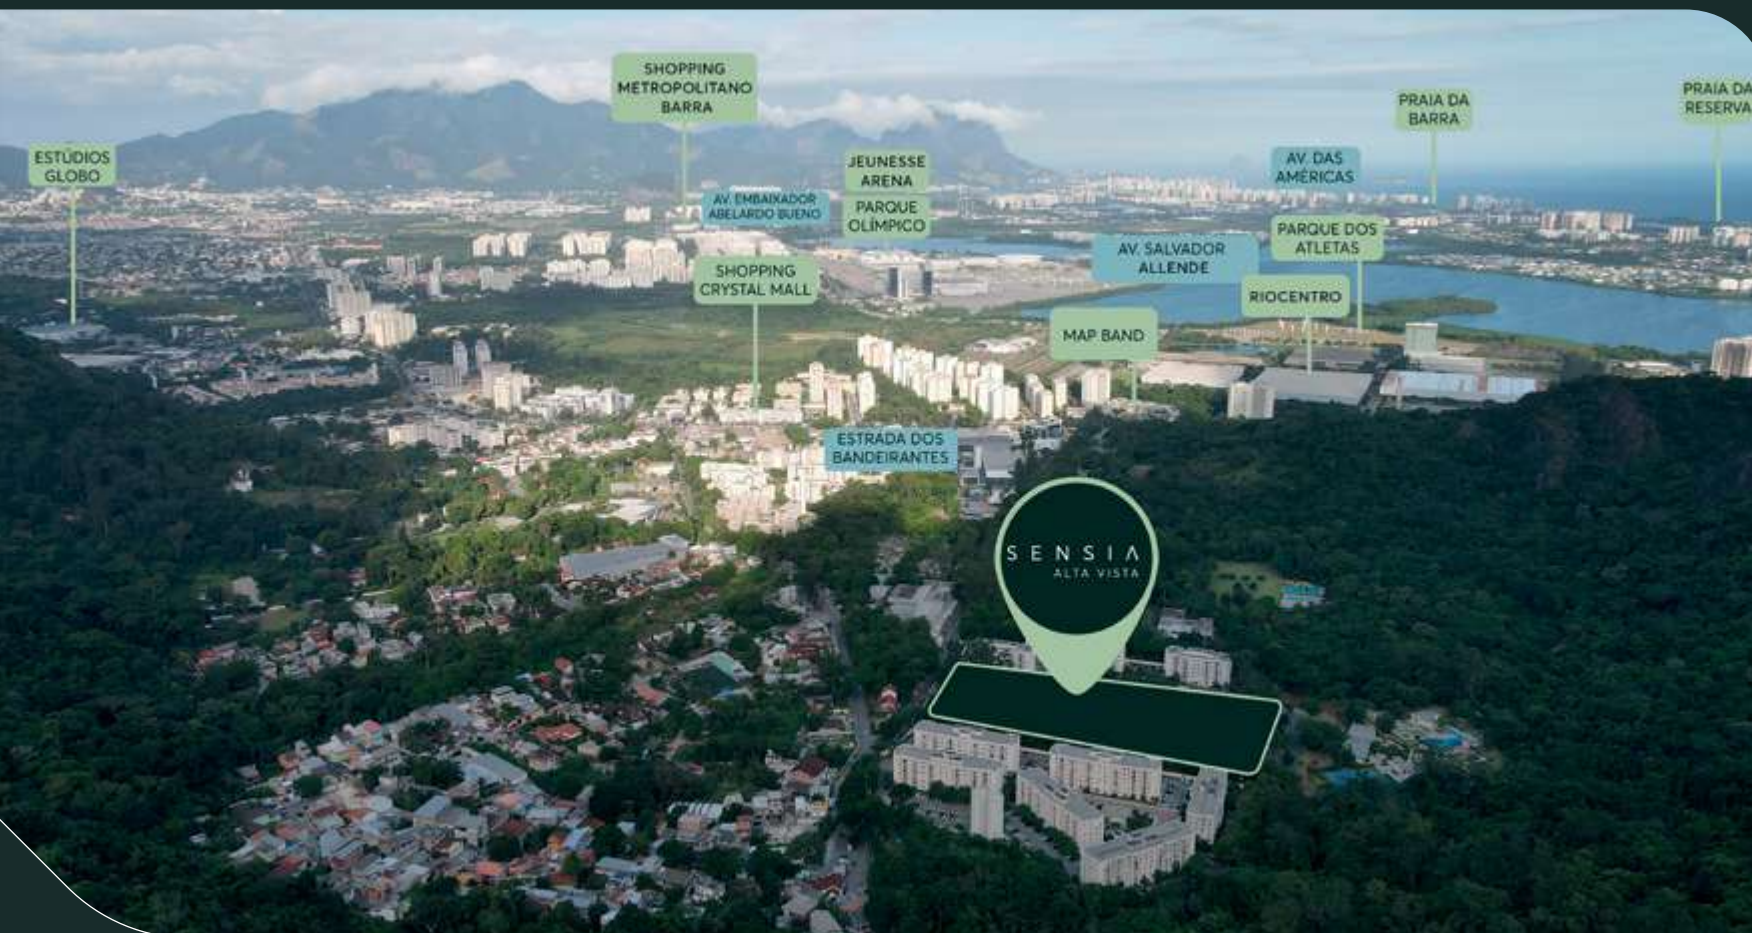 SHOPPING
METROPOLITANO
BARRA
PRAIA DA
RESERVA
PRAIA DA
BARRA
ESTÚDIOS
GLOBO
JEUNESSE
ARENA
AV. DAS
AMÉRICAS
AV. EMBAIXADOR
ABELARDO BUENO
PARQUE
OLÍMPICO
PARQUE DOS
ATLETAS
AV. SALVADOR
ALLENDE
SHOPPING
CRYSTAL MALL
RIOCENTRO
MAP BAND
ESTRADA DOS
BANDEIRANTES
SENSIA
ALTA VISTA